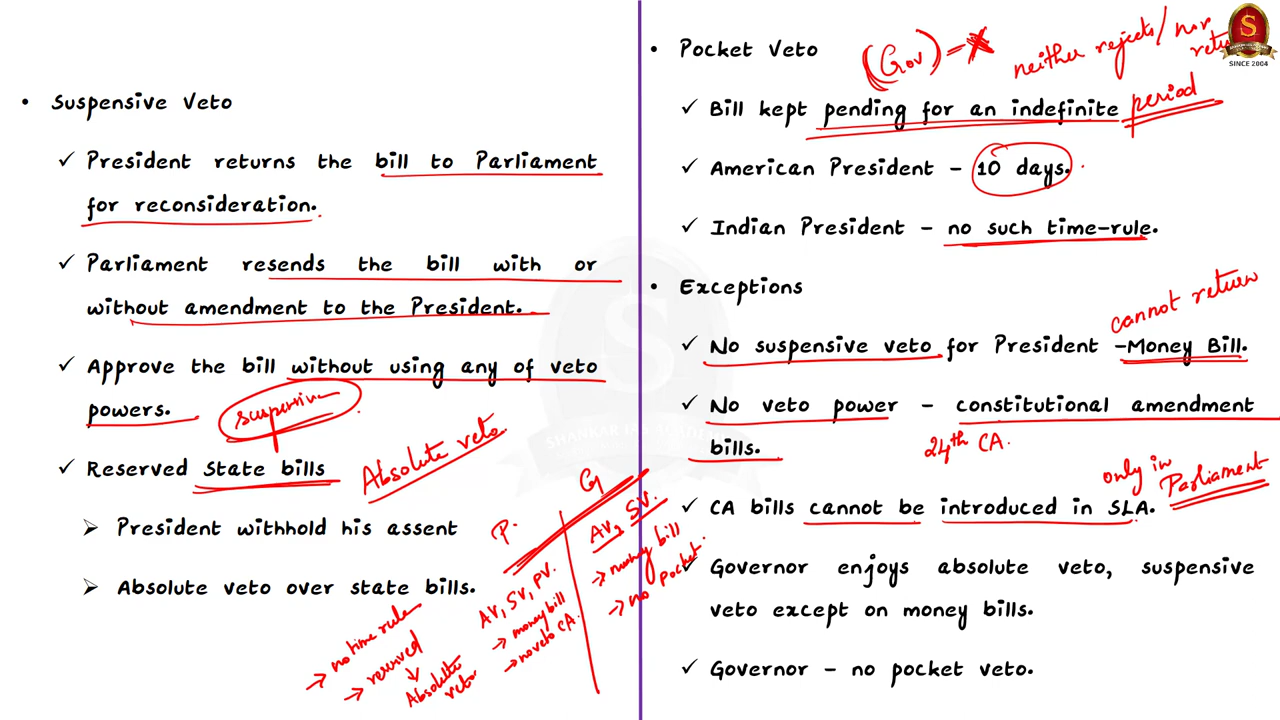 • Suspensive Veto
✓ President returns the bill to Parliament
for reconsideration.
✓ Parliament resends the bill with or
without amendment to the President.
✓ Approve the bill without using any of veto
powers.
suspensive
✓ Reserved State bills
Absolute veto
➢ President withhold his assent
➢ Absolute veto over state bills.
→ no time rule
→ reserved
↓
Absolute
veto
P.
AV, SV, PV.
→ money bill
→ no veto CA.
G
AV, SV.
→ money bill
→ no pocket.
• Pocket Veto
(Gov) -
neither rejects/ nor
✓ Bill kept pending for an indefinite period
✓ American President - 10 days.
✓ Indian President - no such time-rule.
• Exceptions
cannot return
✓ No suspensive veto for President -Money Bill.
✓ No veto power - constitutional amendment
bills.
24th CA.
only in
Parliament
✓ CA bills cannot be introduced in SLA.
✓ Governor enjoys absolute veto, suspensive
veto except on money bills.
✓ Governor - no pocket veto.
S
SINCE 2004